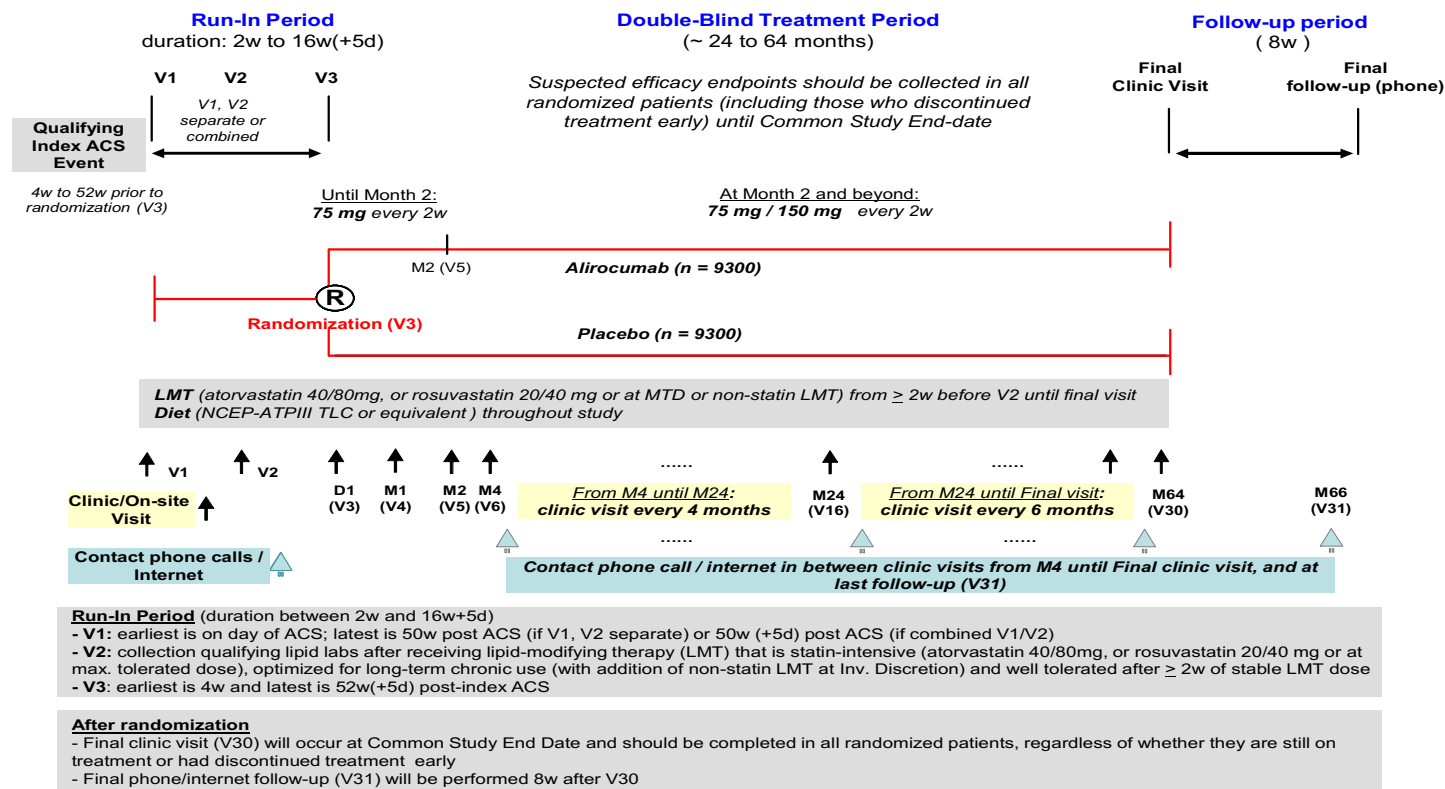 Run-In Period
duration: 2w to 16w(+5d)
Double-Blind Treatment Period
(~ 24 to 64 months)
Follow-up period
( 8w )
V1 V2 V3
V1, V2
separate or
combined
Suspected efficacy endpoints should be collected in all
randomized patients (including those who discontinued
treatment early) until Common Study End-date
Final
Clinic Visit
Final
follow-up (phone)
Qualifying
Index ACS
Event
4w to 52w prior to
randomization (V3)
Until Month 2:
75 mg every 2w
At Month 2 and beyond:
75 mg / 150 mg every 2w
M2 (V5)
Alirocumab (n = 9300)
R
Randomization (V3)
Placebo (n = 9300)
LMT (atorvastatin 40/80mg, or rosuvastatin 20/40 mg or at MTD or non-statin LMT) from ≥ 2w before V2 until final visit
Diet (NCEP-ATPIII TLC or equivalent ) throughout study
V1 V2
D1
(V3)
M1
(V4)
M2
(V5)
M4
(V6)
......
From M4 until M24:
clinic visit every 4 months
......
M24
(V16)
......
From M24 until Final visit:
clinic visit every 6 months
......
M64
(V30)
M66
(V31)
Clinic/On-site
Visit
Contact phone calls /
Internet
Contact phone call / internet in between clinic visits from M4 until Final clinic visit, and at
last follow-up (V31)
Run-In Period (duration between 2w and 16w+5d)
- V1: earliest is on day of ACS; latest is 50w post ACS (if V1, V2 separate) or 50w (+5d) post ACS (if combined V1/V2)
- V2: collection qualifying lipid labs after receiving lipid-modifying therapy (LMT) that is statin-intensive (atorvastatin 40/80mg, or rosuvastatin 20/40 mg or at
max. tolerated dose), optimized for long-term chronic use (with addition of non-statin LMT at Inv. Discretion) and well tolerated after ≥ 2w of stable LMT dose
- V3: earliest is 4w and latest is 52w(+5d) post-index ACS
After randomization
- Final clinic visit (V30) will occur at Common Study End Date and should be completed in all randomized patients, regardless of whether they are still on
treatment or had discontinued treatment early
- Final phone/internet follow-up (V31) will be performed 8w after V30